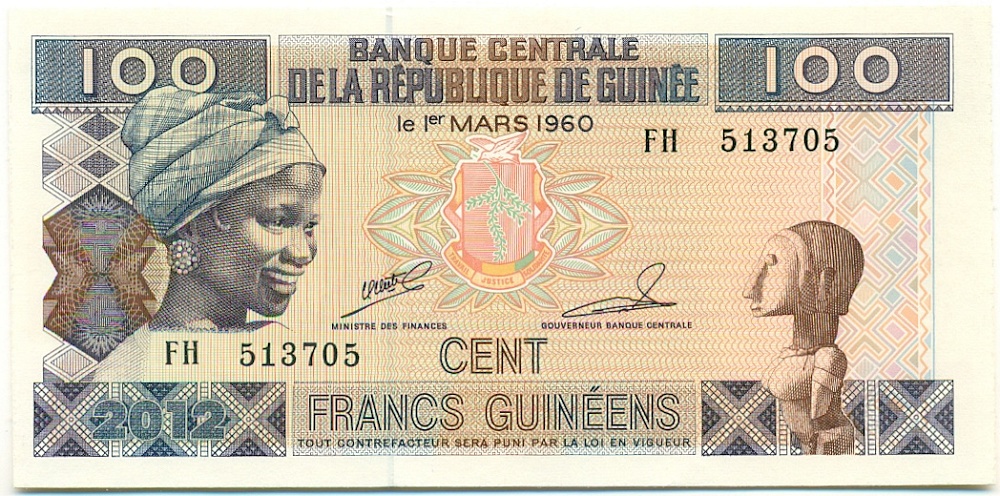 100
BANQUE CENTRALE
DE LA RÉPUBLIQUE DE GUINÉE
100
le 1er MARS 1960
FH 513705
JUSTICE
MINISTRE DES FINANCES
GOUVERNEUR BANQUE CENTRALE
FH 513705
CENT
2012
FRANCS GUINÉENS
TOUT CONTREFACTEUR SERA PUNI PAR LA LOI EN VIGUEUR
100